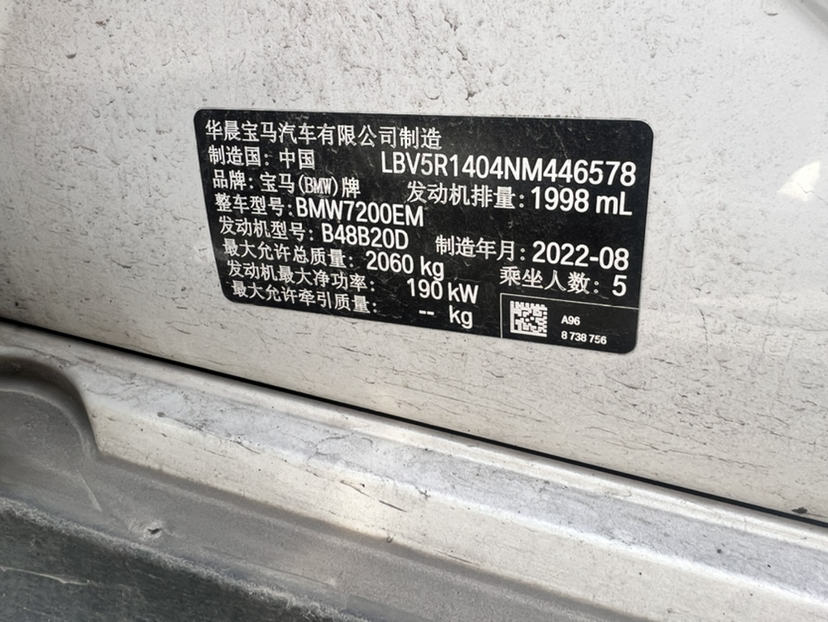 华晨宝马汽车有限公司制造
制造国：中国 LBV5R1404NM446578
品牌：宝马(BMW)牌 发动机排量：1998 mL
整车型号：BMW7200EM
发动机型号：B48B20D 制造年月：2022-08
最大允许总质量：2060 kg 乘坐人数：5
发动机最大净功率：190 kW
最大允许牵引质量：-- kg
A96
8 738 756